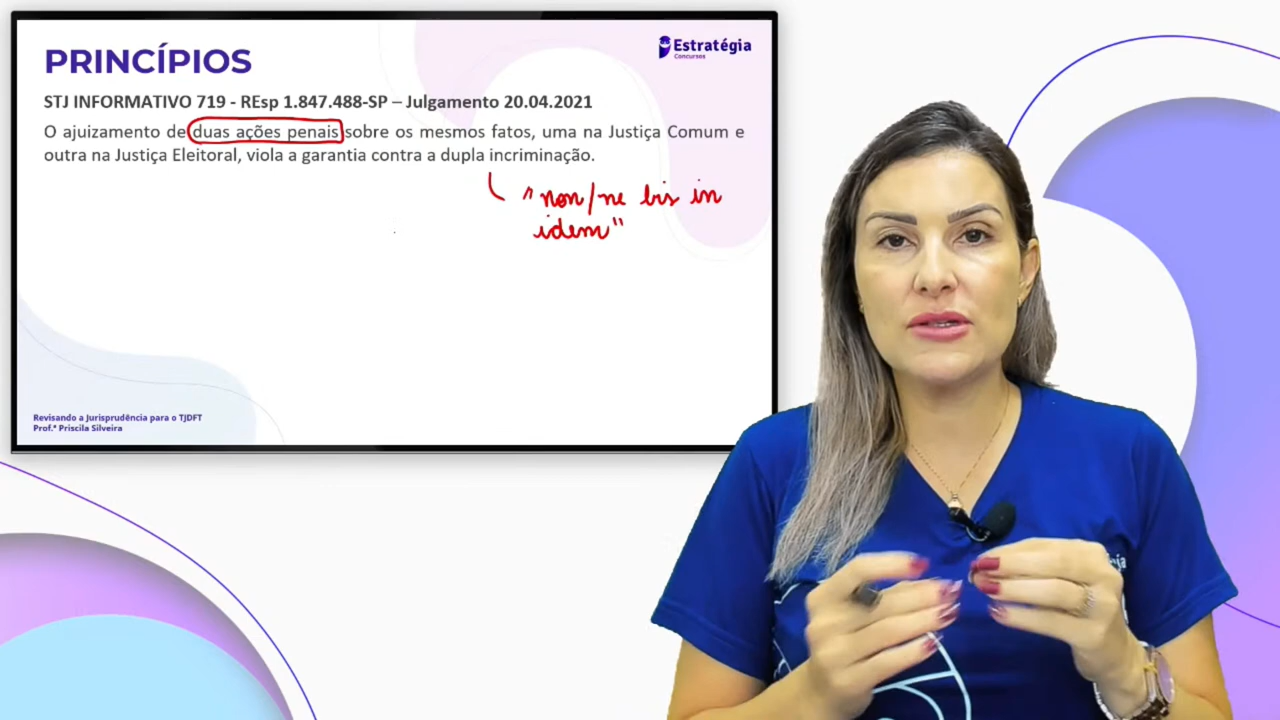 PRINCÍPIOS
Estratégia
Concursos
STJ INFORMATIVO 719 - REsp 1.847.488-SP – Julgamento 20.04.2021
O ajuizamento de duas ações penais sobre os mesmos fatos, uma na Justiça Comum e
outra na Justiça Eleitoral, viola a garantia contra a dupla incriminação.
"non/ne bis in
idem"
Revisando a Jurisprudência para o TJDFT
Prof.ª Priscila Silveira